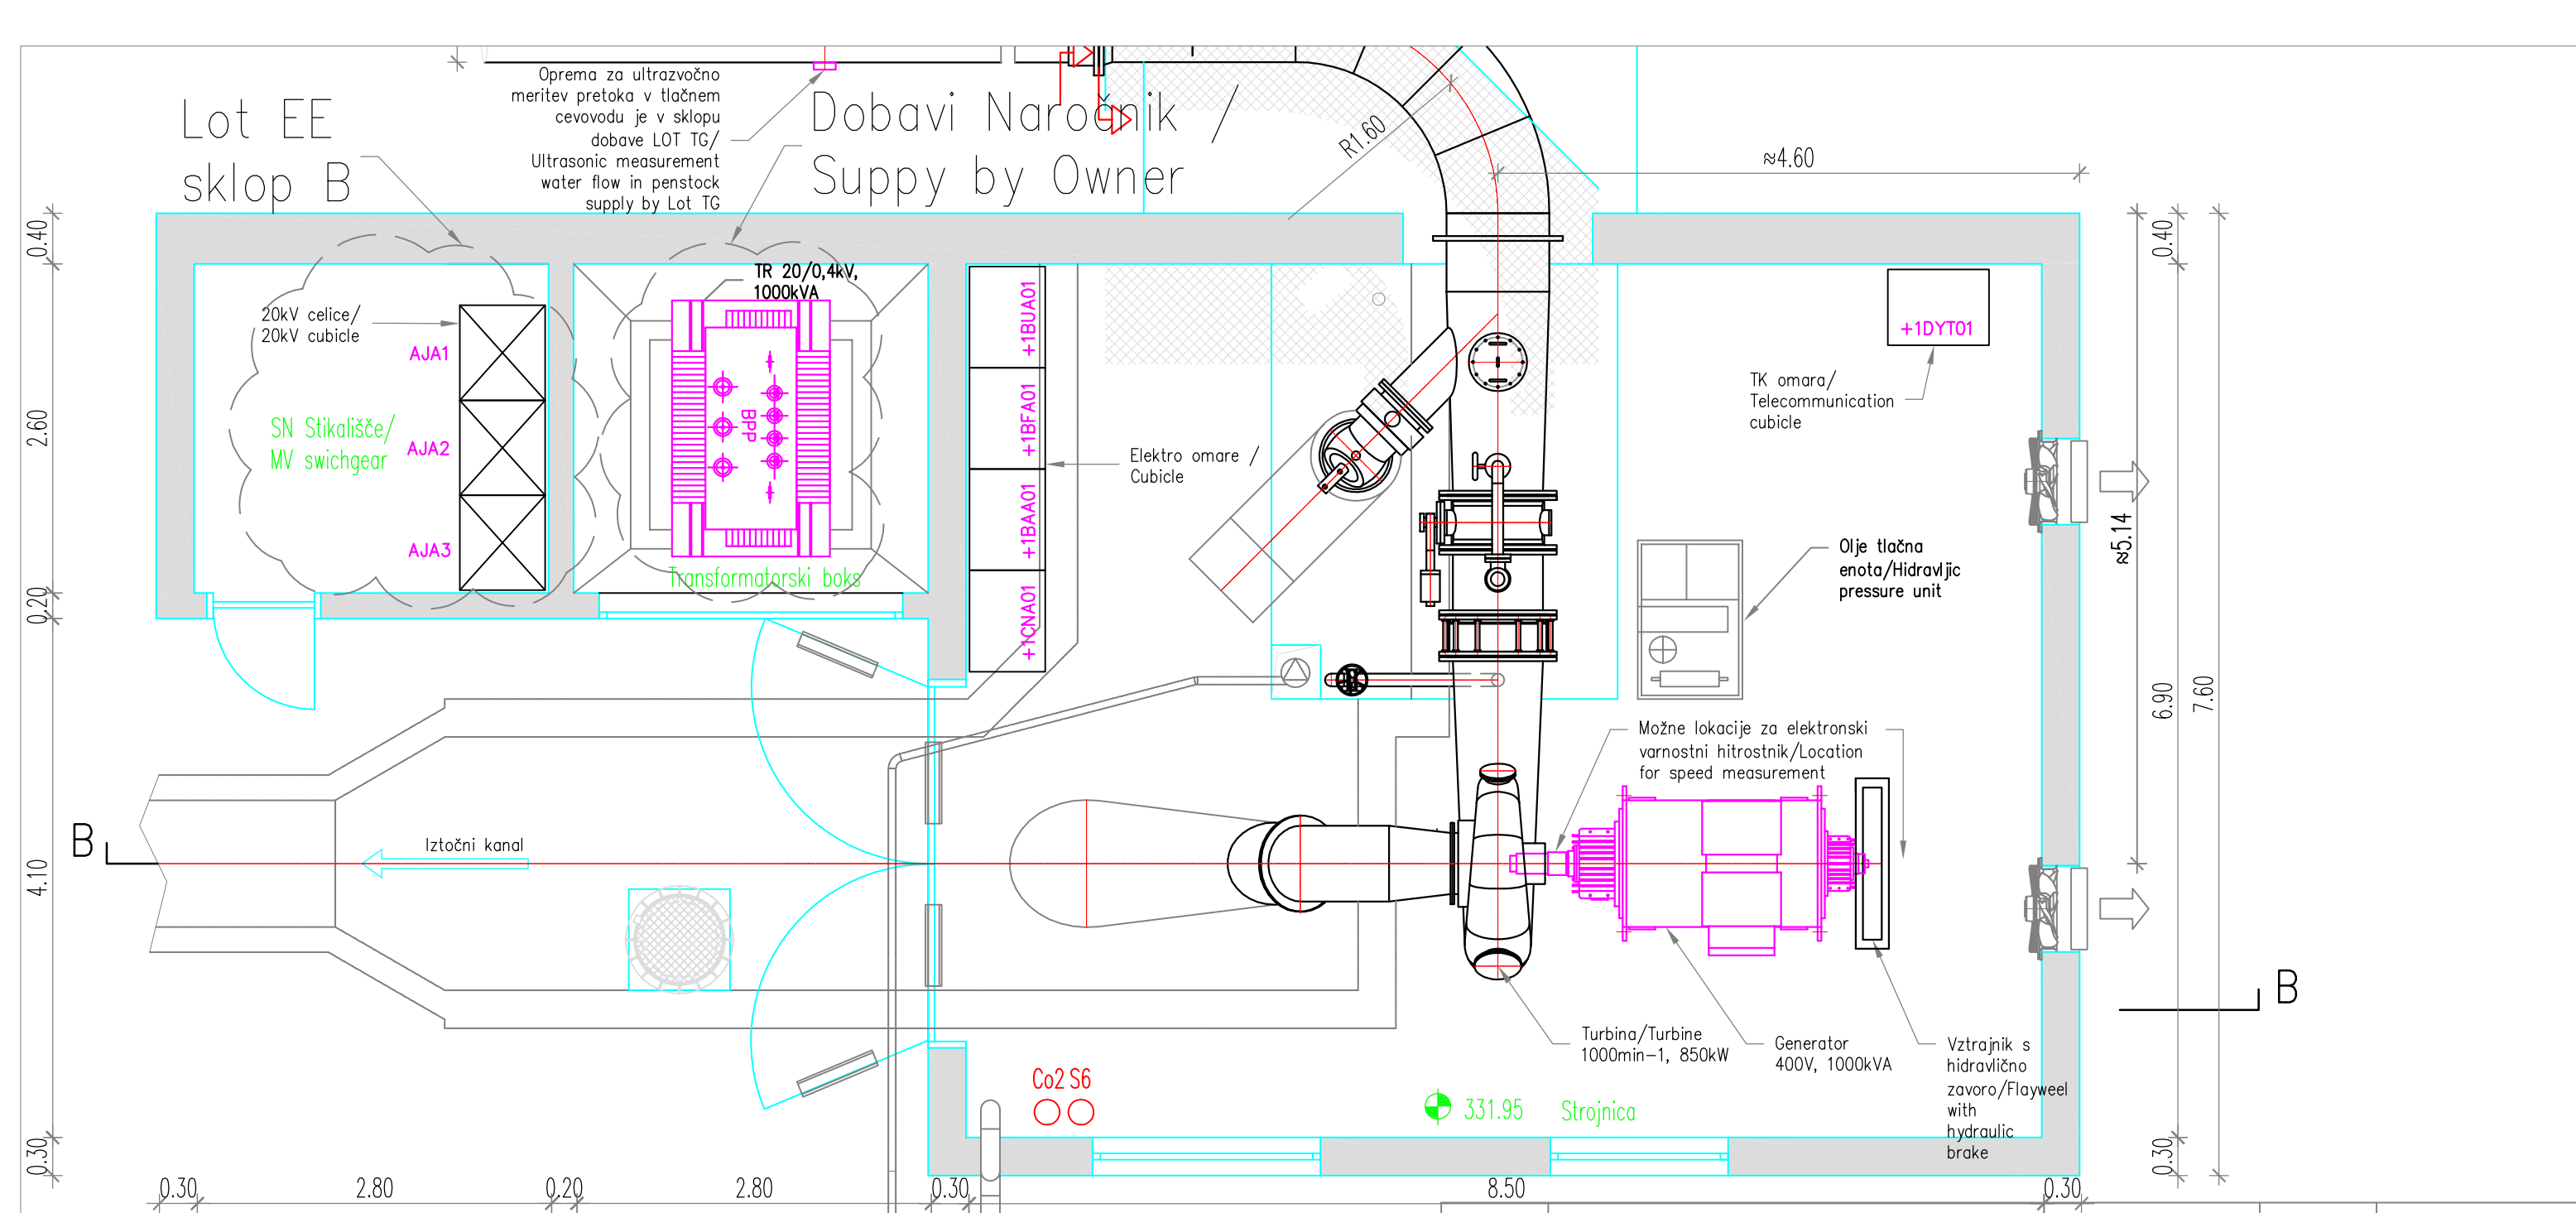 Oprema za ultrazvočno
meritev pretoka v tlačnem
cevovodu je v sklopu
dobave LOT TG/
Ultrasonic measurement
water flow in penstock
supply by Lot TG
Lot EE
sklop B
Dobavi Naročnik /
Suppy by Owner
R1.60
≈4.60
0.40
2.60
0.20
4.10
0.30
0.40
≈5.14
6.90
7.60
0.30
TR 20/0,4kV,
1000kVA
20kV celice/
20kV cubicle
AJA1
AJA2
AJA3
SN Stikališče/
MV swichgear
BPP
Transformatorski boks
+1BUA01
+1BFA01
+1BAA01
+1CNA01
Elektro omare /
Cubicle
+1DYT01
TK omara/
Telecommunication
cubicle
Olje tlačna
enota/Hidravljic
pressure unit
Možne lokacije za elektronski
varnostni hitrostnik/Location
for speed measurement
B
Iztočni kanal
B
Turbina/Turbine
1000min-1, 850kW
Generator
400V, 1000kVA
Vztrajnik s
hidravlično
zavoro/Flayweel
with
hydraulic
brake
Co2 S6
331.95
Strojnica
0.30
2.80
0.20
2.80
0.30
8.50
0.30